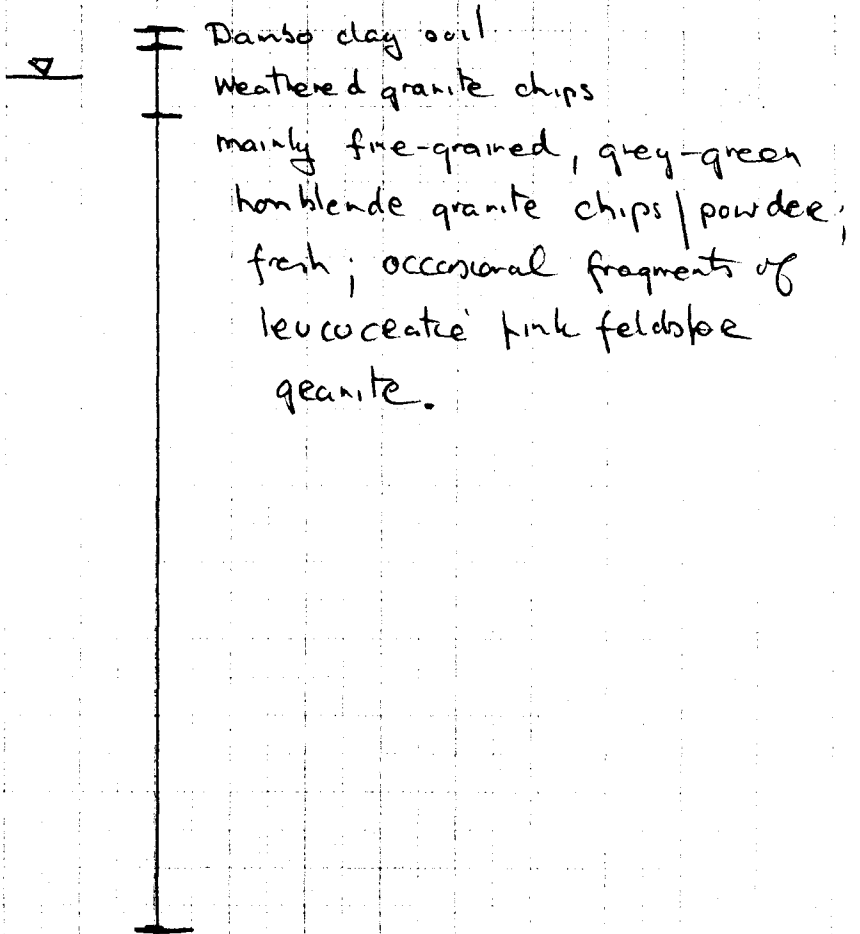 Dambo clay soil
Weathered granite chips
mainly fine-grained, grey-green
hornblende granite chips / powder;
fresh; occasional fragments of
leucocratic pink feldspar
granite.